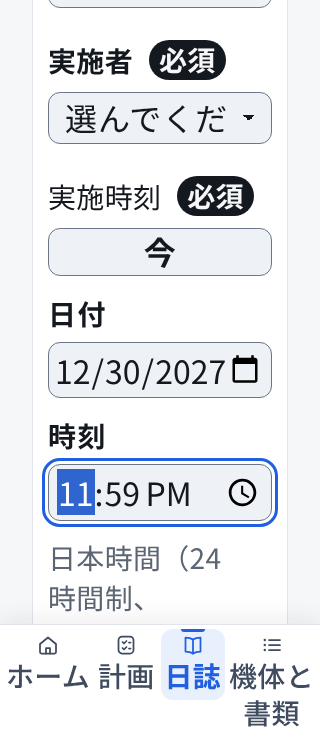 実施者 必須
選んでくだ
実施時刻 必須
今
日付
12/30/2027
時刻
11:59 PM
日本時間（24
時間制、
ホーム 計画 日誌 機体と
書類